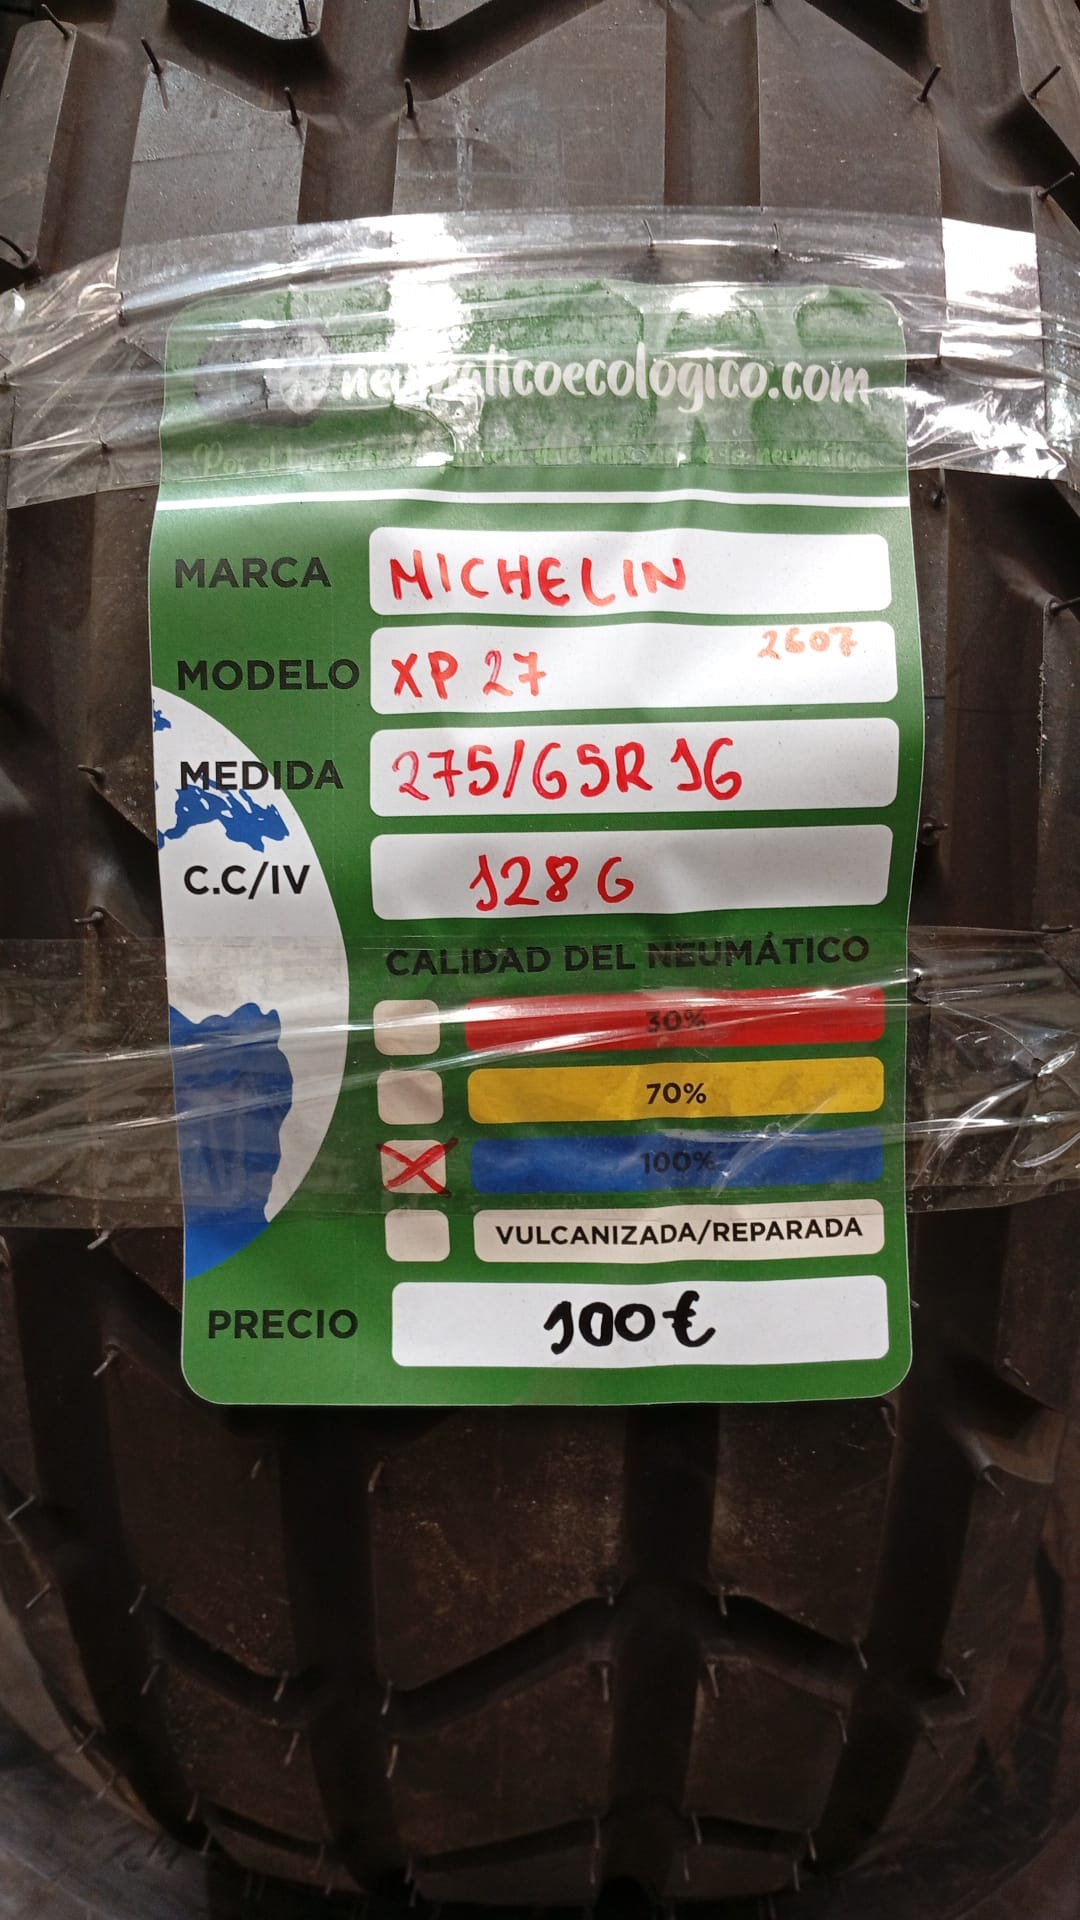 neumaticoecologico.com
MARCA MICHELIN
MODELO XP 27 2607
MEDIDA 275/65R 16
C.C/IV 128 G
CALIDAD DEL NEUMÁTICO
30%
70%
100%
VULCANIZADA/REPARADA
PRECIO 100€